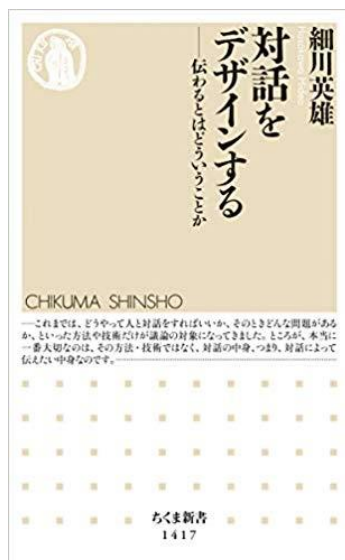 細川英雄
Hosokawa Hideo
対話を
デザインする
──伝わるとはどういうことか
CHIKUMA SHINSHO
──これまでは、どうやって人と対話をすればいいか、そのときどんな問題がある
か、といった方法や技術だけが議論の対象になってきました。ところが、本当に
一番大切なのは、その方法・技術ではなく、対話の中身、つまり、対話によって
伝えたい中身なのです。──
ちくま新書
1417